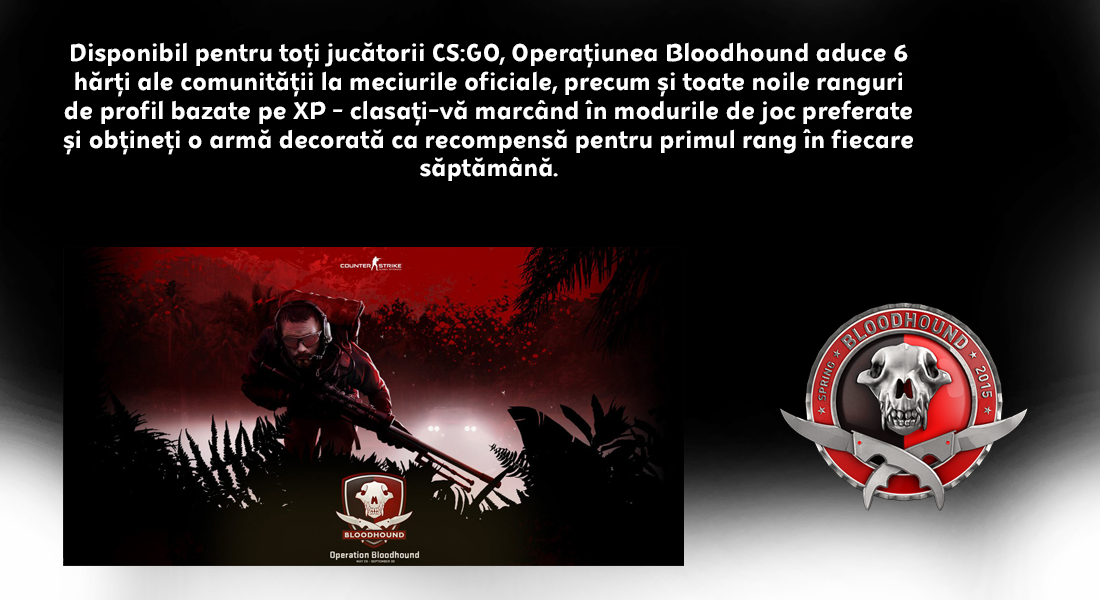 Disponibil pentru toți jucătorii CS:GO, Operațiunea Bloodhound aduce 6
hărți ale comunității la meciurile oficiale, precum și toate noile ranguri
de profil bazate pe XP - clasați-vă marcând în modurile de joc preferate
și obțineți o armă decorată ca recompensă pentru primul rang în fiecare
săptămână.
COUNTER STRIKE
BLOODHOUND
Operation Bloodhound
BLOODHOUND
SPRING
2015